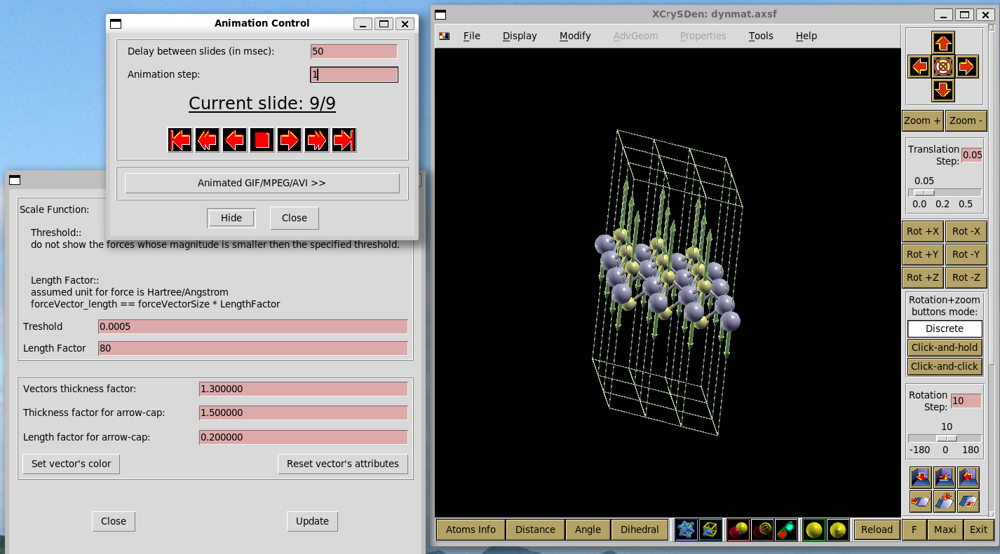 Animation Control
Delay between slides (in msec):
50
Animation step:
1
Current slide: 9/9
Animated GIF/MPEG/AVI >>
Hide
Close
Scale Function:
Threshold::
do not show the forces whose magnitude is smaller then the specified threshold.
Length Factor::
assumed unit for force is Hartree/Angstrom
forceVector_length == forceVectorSize * LengthFactor
Treshold
0.0005
Length Factor
80
Vectors thickness factor:
1.300000
Thickness factor for arrow-cap:
1.500000
Length factor for arrow-cap:
0.200000
Set vector's color
Reset vector's attributes
Close
Update
XCrySDen: dynmat.axsf
File
Display
Modify
AdvGeom
Properties
Tools
Help
Zoom +
Zoom -
Translation
Step:
0.05
0.05
0.0 0.2 0.5
Rot +X
Rot -X
Rot +Y
Rot -Y
Rot +Z
Rot -Z
Rotation+zoom
buttons mode:
Discrete
Click-and-hold
Click-and-click
Rotation
Step:
10
10
-180 0 180
Atoms Info
Distance
Angle
Dihedral
Reload
F
Maxi
Exit